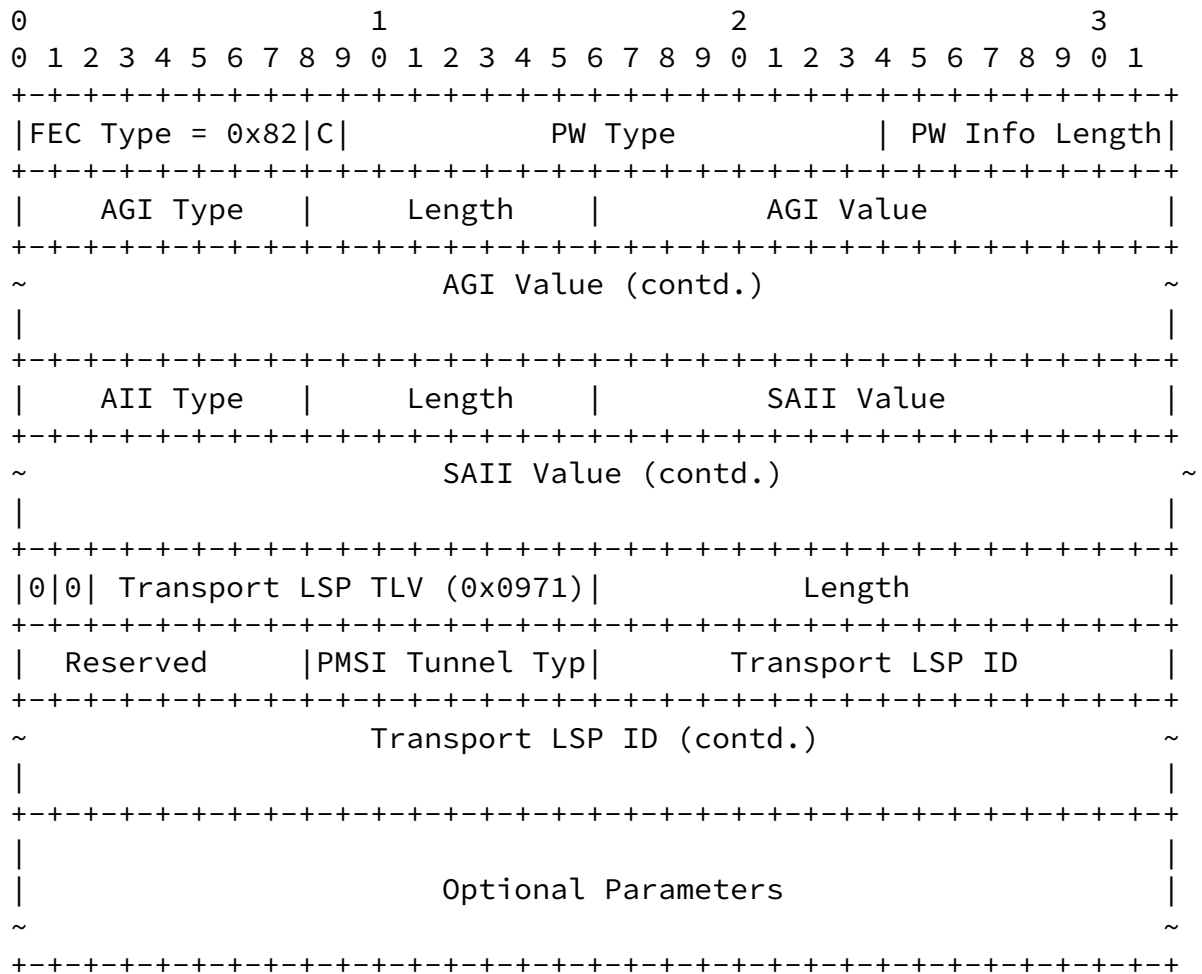 0                   1                   2                   3
0 1 2 3 4 5 6 7 8 9 0 1 2 3 4 5 6 7 8 9 0 1 2 3 4 5 6 7 8 9 0 1
+-+-+-+-+-+-+-+-+-+-+-+-+-+-+-+-+-+-+-+-+-+-+-+-+-+-+-+-+-+-+-+-+
|FEC Type = 0x82|C|           PW Type           | PW Info Length|
+-+-+-+-+-+-+-+-+-+-+-+-+-+-+-+-+-+-+-+-+-+-+-+-+-+-+-+-+-+-+-+-+
|    AGI Type   |     Length    |         AGI Value             |
+-+-+-+-+-+-+-+-+-+-+-+-+-+-+-+-+-+-+-+-+-+-+-+-+-+-+-+-+-+-+-+-+
~                       AGI Value (contd.)                      ~
|                                                               |
+-+-+-+-+-+-+-+-+-+-+-+-+-+-+-+-+-+-+-+-+-+-+-+-+-+-+-+-+-+-+-+-+
|    AII Type   |     Length    |         SAII Value            |
+-+-+-+-+-+-+-+-+-+-+-+-+-+-+-+-+-+-+-+-+-+-+-+-+-+-+-+-+-+-+-+-+
~                       SAII Value (contd.)                      ~
|                                                               |
+-+-+-+-+-+-+-+-+-+-+-+-+-+-+-+-+-+-+-+-+-+-+-+-+-+-+-+-+-+-+-+-+
|0|0| Transport LSP TLV (0x0971)|           Length              |
+-+-+-+-+-+-+-+-+-+-+-+-+-+-+-+-+-+-+-+-+-+-+-+-+-+-+-+-+-+-+-+-+
|  Reserved     |PMSI Tunnel Typ|       Transport LSP ID        |
+-+-+-+-+-+-+-+-+-+-+-+-+-+-+-+-+-+-+-+-+-+-+-+-+-+-+-+-+-+-+-+-+
~                   Transport LSP ID (contd.)                   ~
|                                                               |
+-+-+-+-+-+-+-+-+-+-+-+-+-+-+-+-+-+-+-+-+-+-+-+-+-+-+-+-+-+-+-+-+
|                                                               |
|                       Optional Parameters                     |
~                                                               ~
+-+-+-+-+-+-+-+-+-+-+-+-+-+-+-+-+-+-+-+-+-+-+-+-+-+-+-+-+-+-+-+-+